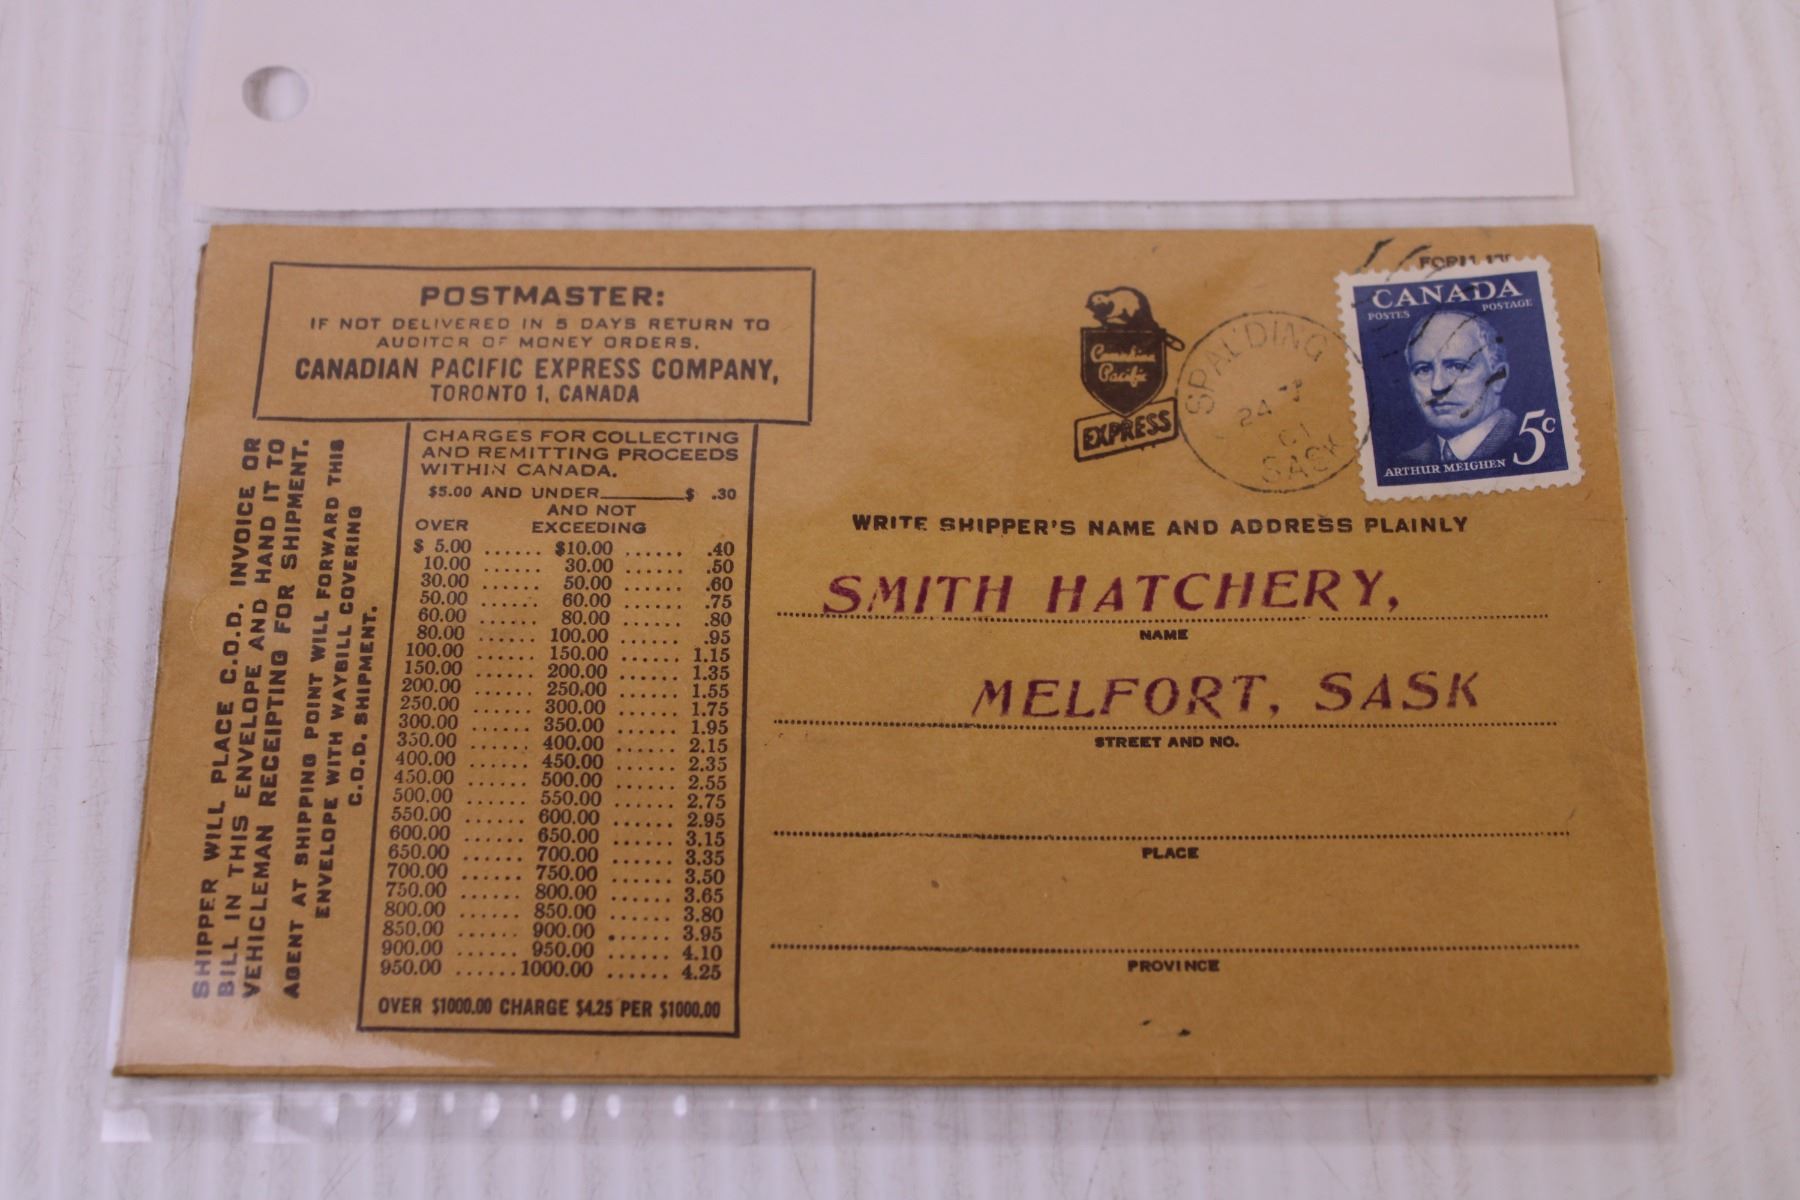 POSTMASTER:
IF NOT DELIVERED IN 5 DAYS RETURN TO
AUDITOR OF MONEY ORDERS,
CANADIAN PACIFIC EXPRESS COMPANY,
TORONTO 1, CANADA
SHIPPER WILL PLACE C.O.D. INVOICE OR
BILL IN THIS ENVELOPE AND HAND IT TO
VEHICLEMAN RECEIPTING FOR SHIPMENT.
AGENT AT SHIPPING POINT WILL FORWARD THIS
ENVELOPE WITH WAYBILL COVERING
C.O.D. SHIPMENT.
CHARGES FOR COLLECTING
AND REMITTING PROCEEDS
WITHIN CANADA.
$5.00 AND UNDER $ .30
AND NOT
OVER EXCEEDING
$ 5.00 ...... $10.00 ...... .40
10.00 ...... 30.00 ...... .50
30.00 ...... 50.00 ...... .60
50.00 ...... 60.00 ...... .75
60.00 ...... 80.00 ...... .80
80.00 ...... 100.00 ...... .95
100.00 ...... 150.00 ...... 1.15
150.00 ...... 200.00 ...... 1.35
200.00 ...... 250.00 ...... 1.55
250.00 ...... 300.00 ...... 1.75
300.00 ...... 350.00 ...... 1.95
350.00 ...... 400.00 ...... 2.15
400.00 ...... 450.00 ...... 2.35
450.00 ...... 500.00 ...... 2.55
500.00 ...... 550.00 ...... 2.75
550.00 ...... 600.00 ...... 2.95
600.00 ...... 650.00 ...... 3.15
650.00 ...... 700.00 ...... 3.35
700.00 ...... 750.00 ...... 3.50
750.00 ...... 800.00 ...... 3.65
800.00 ...... 850.00 ...... 3.80
850.00 ...... 900.00 ...... 3.95
900.00 ...... 950.00 ...... 4.10
950.00 ...... 1000.00 ...... 4.25
OVER $1000.00 CHARGE $4.25 PER $1000.00
Canadian
Pacific
EXPRESS
SPALDING
24
SASK
CANADA
POSTES POSTAGE
5c
ARTHUR MEIGHEN
WRITE SHIPPER'S NAME AND ADDRESS PLAINLY
SMITH HATCHERY,
NAME
MELFORT, SASK
STREET AND NO.
PLACE
PROVINCE